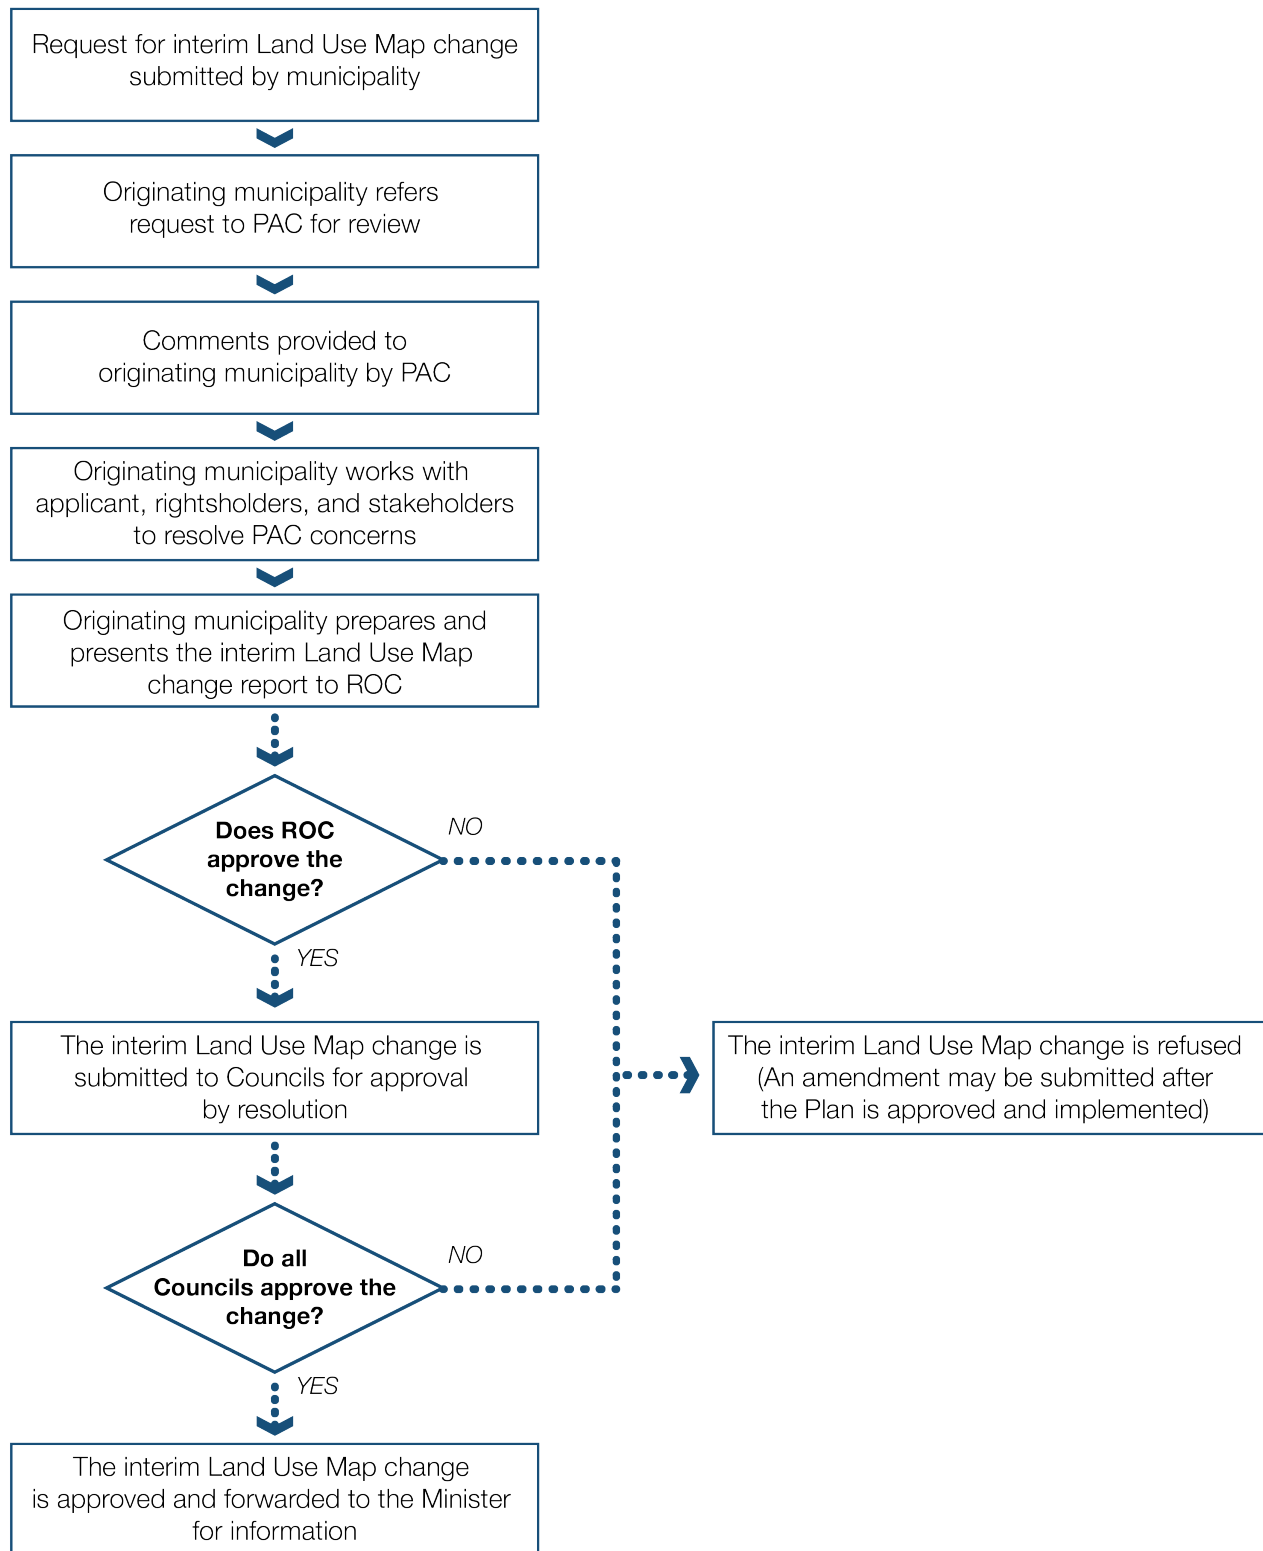 Request for interim Land Use Map change
submitted by municipality
Originating municipality refers
request to PAC for review
Comments provided to
originating municipality by PAC
Originating municipality works with
applicant, rightsholders, and stakeholders
to resolve PAC concerns
Originating municipality prepares and
presents the interim Land Use Map
change report to ROC
Does ROC
approve the
change?
NO
YES
The interim Land Use Map change is
submitted to Councils for approval
by resolution
The interim Land Use Map change is refused
(An amendment may be submitted after
the Plan is approved and implemented)
Do all
Councils approve the
change?
NO
YES
The interim Land Use Map change
is approved and forwarded to the Minister
for information